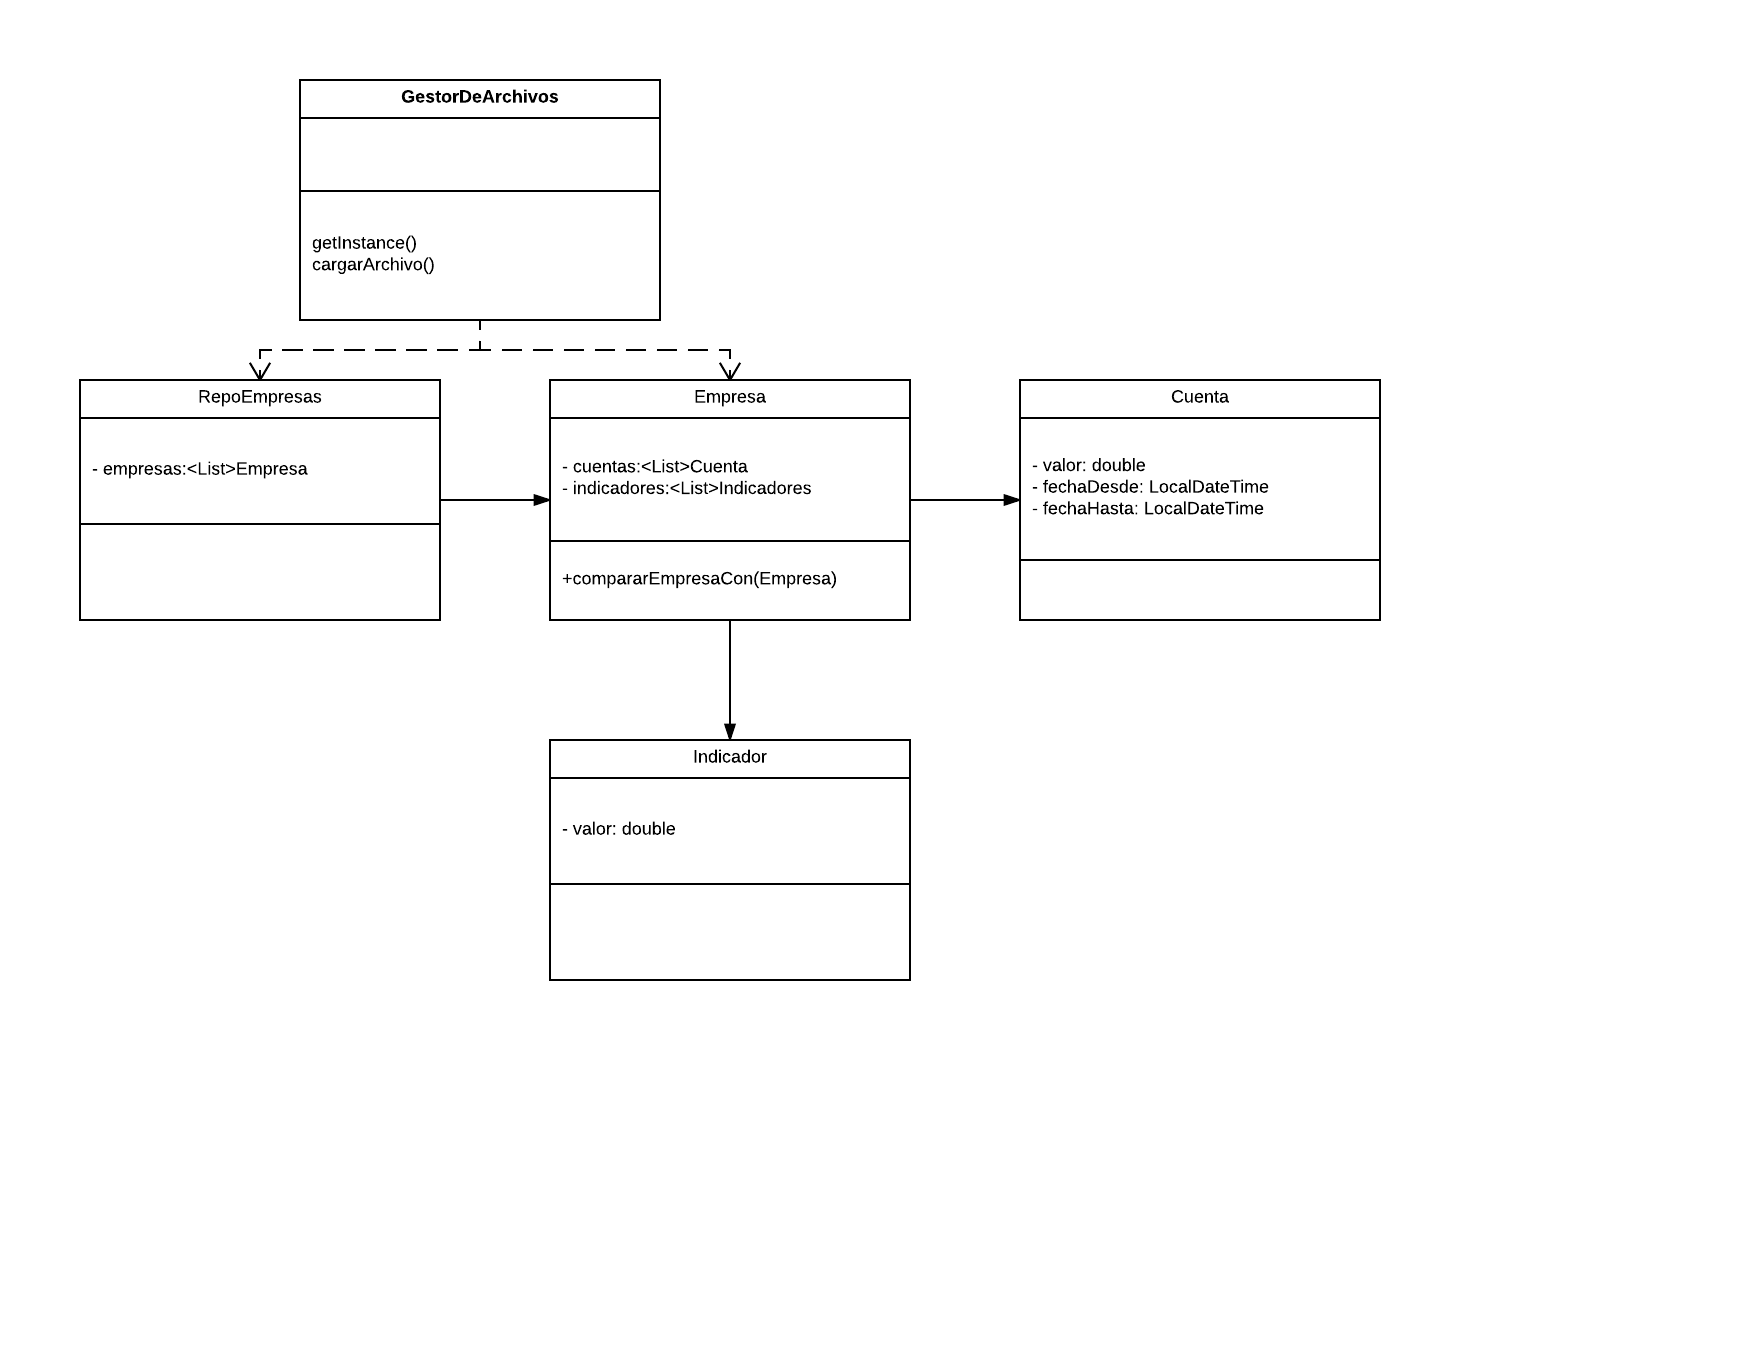 GestorDeArchivos
getInstance()
cargarArchivo()
RepoEmpresas
- empresas:<List>Empresa
Empresa
- cuentas:<List>Cuenta
- indicadores:<List>Indicadores
+compararEmpresaCon(Empresa)
Cuenta
- valor: double
- fechaDesde: LocalDateTime
- fechaHasta: LocalDateTime
Indicador
- valor: double